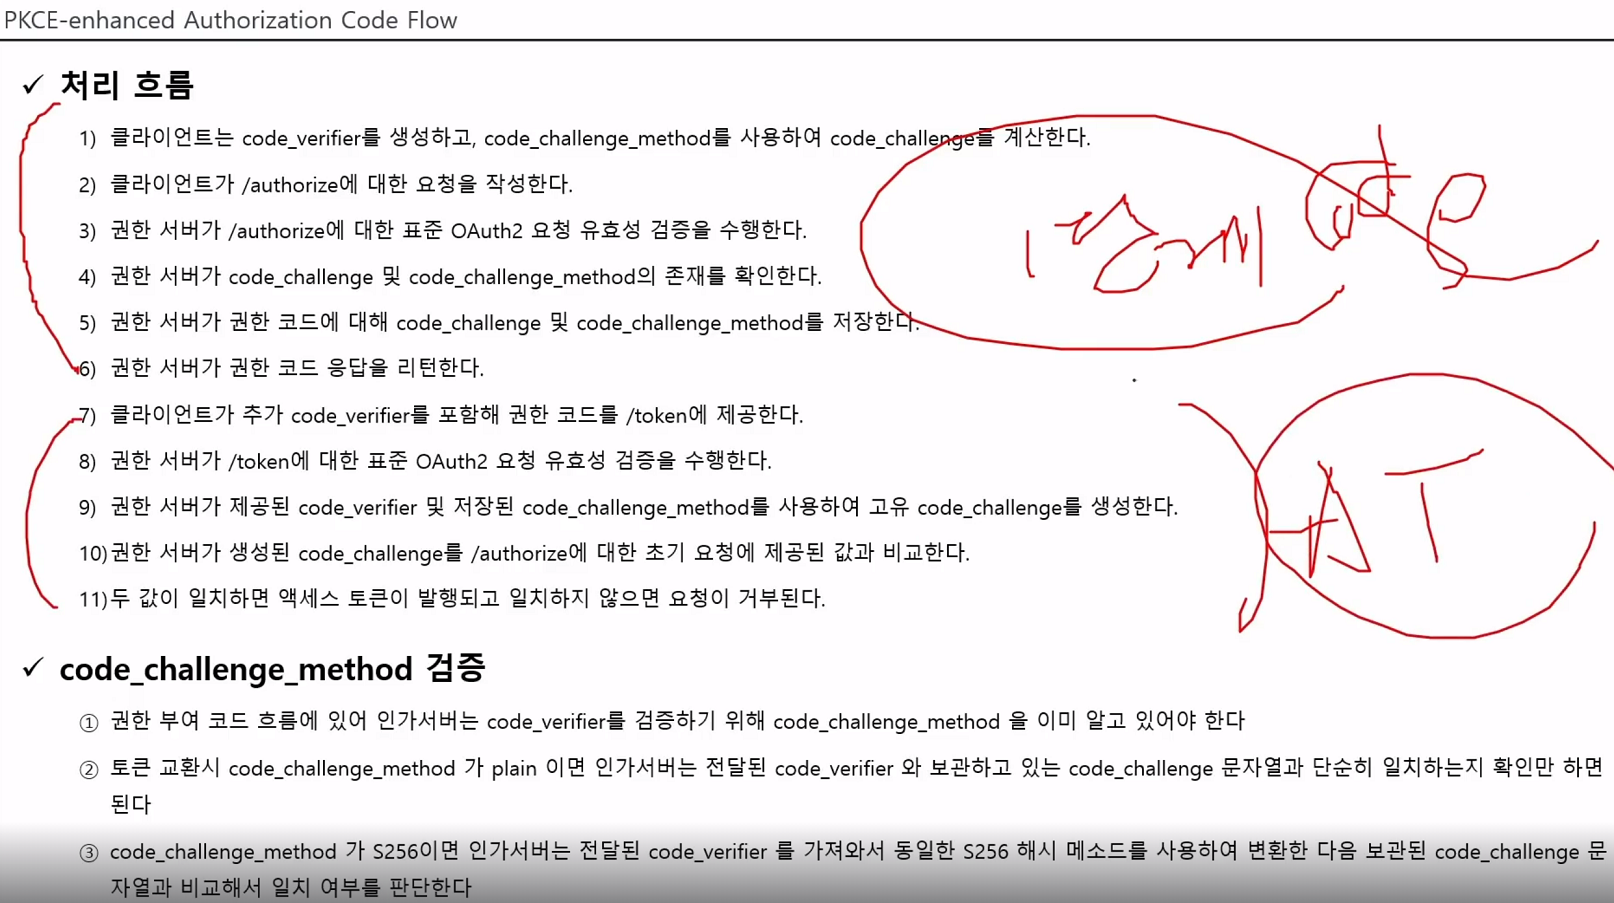 PKCE-enhanced Authorization Code Flow
✓ 처리 흐름
1) 클라이언트는 code_verifier를 생성하고, code_challenge_method를 사용하여 code_challenge를 계산한다.
2) 클라이언트가 /authorize에 대한 요청을 작성한다.
3) 권한 서버가 /authorize에 대한 표준 OAuth2 요청 유효성 검증을 수행한다.
4) 권한 서버가 code_challenge 및 code_challenge_method의 존재를 확인한다.
5) 권한 서버가 권한 코드에 대해 code_challenge 및 code_challenge_method를 저장한다.
6) 권한 서버가 권한 코드 응답을 리턴한다.
7) 클라이언트가 추가 code_verifier를 포함해 권한 코드를 /token에 제공한다.
8) 권한 서버가 /token에 대한 표준 OAuth2 요청 유효성 검증을 수행한다.
9) 권한 서버가 제공된 code_verifier 및 저장된 code_challenge_method를 사용하여 고유 code_challenge를 생성한다.
10) 권한 서버가 생성된 code_challenge를 /authorize에 대한 초기 요청에 제공된 값과 비교한다.
11) 두 값이 일치하면 액세스 토큰이 발행되고 일치하지 않으면 요청이 거부된다.
code
AT
✓ code_challenge_method 검증
① 권한 부여 코드 흐름에 있어 인가서버는 code_verifier를 검증하기 위해 code_challenge_method 을 이미 알고 있어야 한다
② 토큰 교환시 code_challenge_method 가 plain 이면 인가서버는 전달된 code_verifier 와 보관하고 있는 code_challenge 문자열과 단순히 일치하는지 확인만 하면
된다
③ code_challenge_method 가 S256이면 인가서버는 전달된 code_verifier 를 가져와서 동일한 S256 해시 메소드를 사용하여 변환한 다음 보관된 code_challenge 문
자열과 비교해서 일치 여부를 판단한다